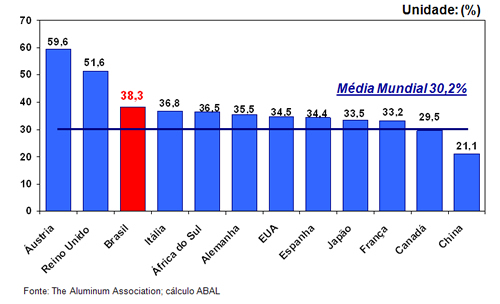 Unidade: (%)
70
60
50
40
30
20
10
0
59,6
51,6
38,3
36,8
36,5
35,5
34,5
34,4
33,5
33,2
29,5
21,1
Média Mundial 30,2%
Áustria
Reino Unido
Brasil
Itália
África do Sul
Alemanha
EUA
Espanha
Japão
França
Canadá
China
Fonte: The Aluminum Association; cálculo ABAL